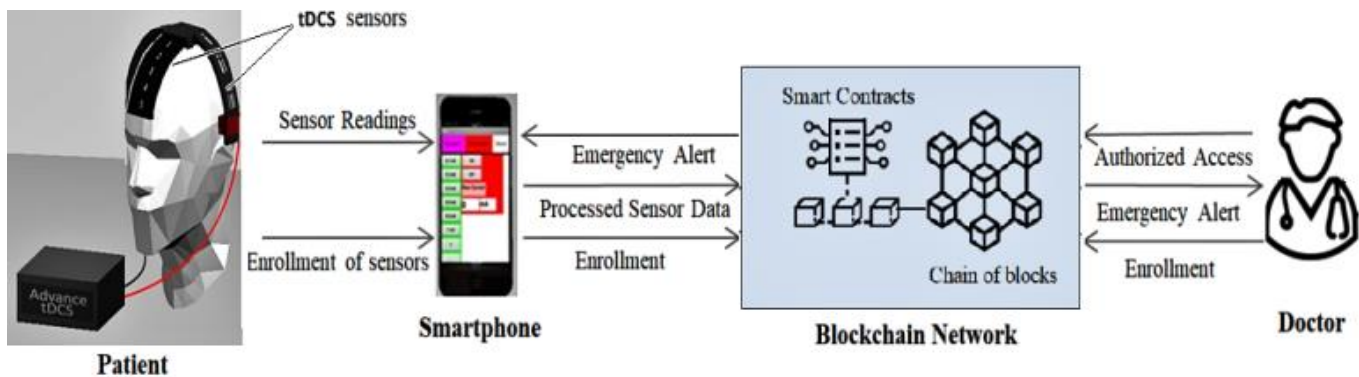 tDCS sensors
Advance
tDCS
Patient
Sensor Readings
Enrollment of sensors
Smartphone
Emergency Alert
Processed Sensor Data
Enrollment
Smart Contracts
Chain of blocks
Blockchain Network
Authorized Access
Emergency Alert
Enrollment
Doctor